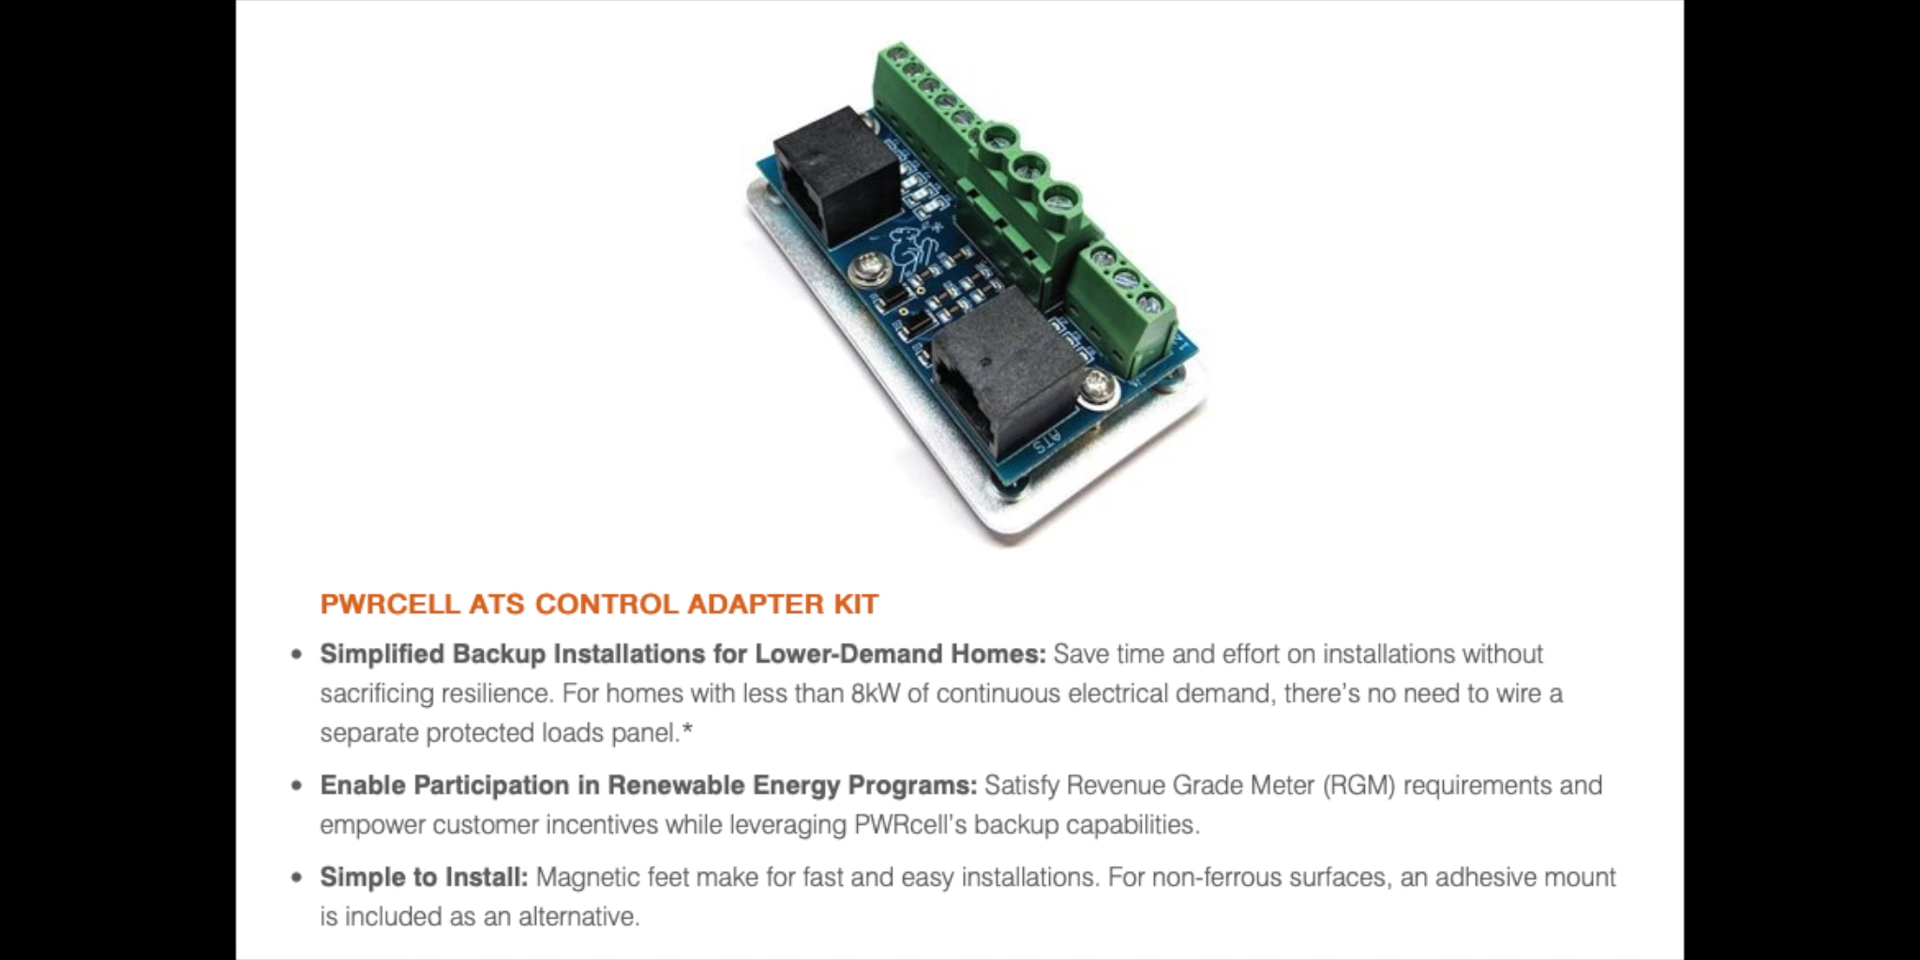 ATS
PWRCELL ATS CONTROL ADAPTER KIT
• Simplified Backup Installations for Lower-Demand Homes: Save time and effort on installations without
sacrificing resilience. For homes with less than 8kW of continuous electrical demand, there's no need to wire a
separate protected loads panel.*
• Enable Participation in Renewable Energy Programs: Satisfy Revenue Grade Meter (RGM) requirements and
empower customer incentives while leveraging PWRcell's backup capabilities.
• Simple to Install: Magnetic feet make for fast and easy installations. For non-ferrous surfaces, an adhesive mount
is included as an alternative.